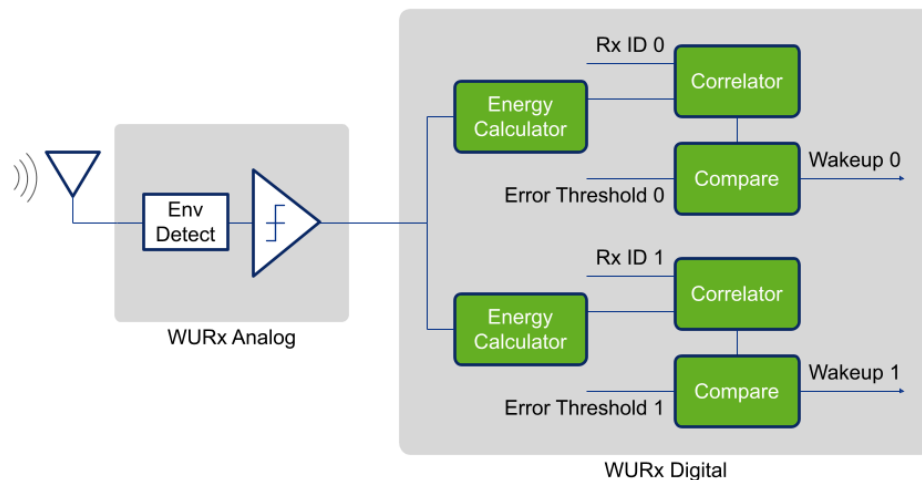 Rx ID 0
Correlator
Energy
Calculator
Error Threshold 0
Compare
Wakeup 0
Env
Detect
WURx Analog
Rx ID 1
Correlator
Energy
Calculator
Error Threshold 1
Compare
Wakeup 1
WURx Digital